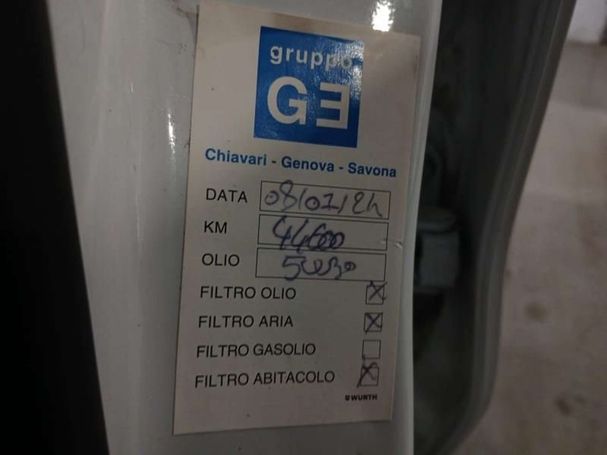 gruppo
GE
Chiavari - Genova - Savona
DATA 08/01/24
KM 44600
OLIO 5W30
FILTRO OLIO X
FILTRO ARIA X
FILTRO GASOLIO
FILTRO ABITACOLO X
WÜRTH